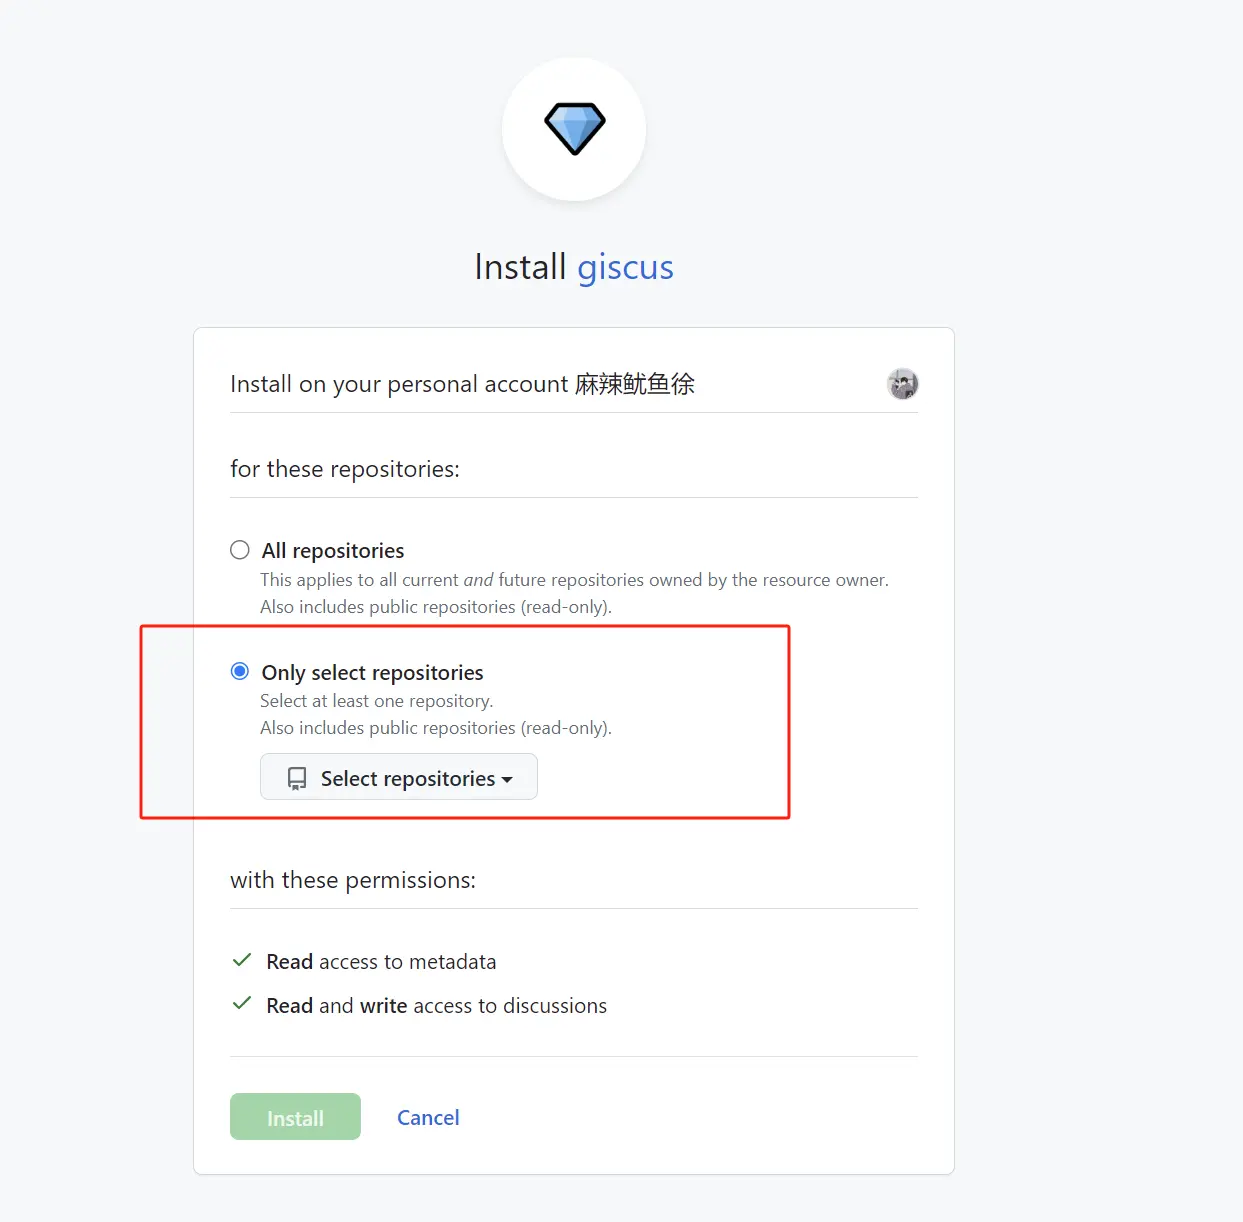 Install giscus
Install on your personal account 麻辣鱿鱼徐
for these repositories:
All repositories
This applies to all current and future repositories owned by the resource owner.
Also includes public repositories (read-only).
Only select repositories
Select at least one repository.
Also includes public repositories (read-only).
Select repositories
with these permissions:
Read access to metadata
Read and write access to discussions
Install Cancel